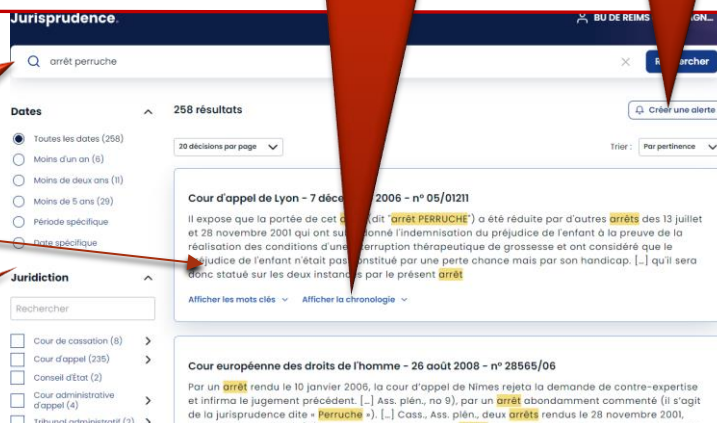 Jurisprudence.
BU DE REIMS
arrêt perruche
Dates
258 résultats
Créer une alerte
Toutes les dates (258)
20 décisions par page
Trier : Par pertinence
Moins d'un an (6)
Moins de deux ans (11)
Moins de 5 ans (29)
Période spécifique
Date spécifique
Cour d'appel de Lyon - 7 2006 - n° 05/01211
Il expose que la portée de cet (dit "arrêt PERRUCHE") a été réduite par d'autres arrêts des 13 juillet
et 28 novembre 2001 qui ont l'indemnisation du préjudice de l'enfant à la preuve de la
réalisation des conditions d'une interruption thérapeutique de grossesse et ont considéré que le
préjudice de l'enfant n'était pas constitué par une perte chance mais par son handicap. […] qu'il sera
donc statué sur les deux instances par le présent arrêt
Afficher les mots clés Afficher la chronologie
Juridiction
Rechercher
Cour de cassation (8)
Cour d'appel (235)
Conseil d'État (2)
Cour administrative
d'appel (4)
Tribunal administratif (2)
Cour européenne des droits de l'homme - 26 août 2008 - n° 28565/06
Par un arrêt rendu le 10 janvier 2006, la cour d'appel de Nîmes rejeta la demande de contre-expertise
et infirma le jugement précédent. […] Ass. plén., no 9), par un arrêt abondamment commenté (il s'agit
de la jurisprudence dite « Perruche »). […] Cass., Ass. plén., deux arrêts rendus le 28 novembre 2001,